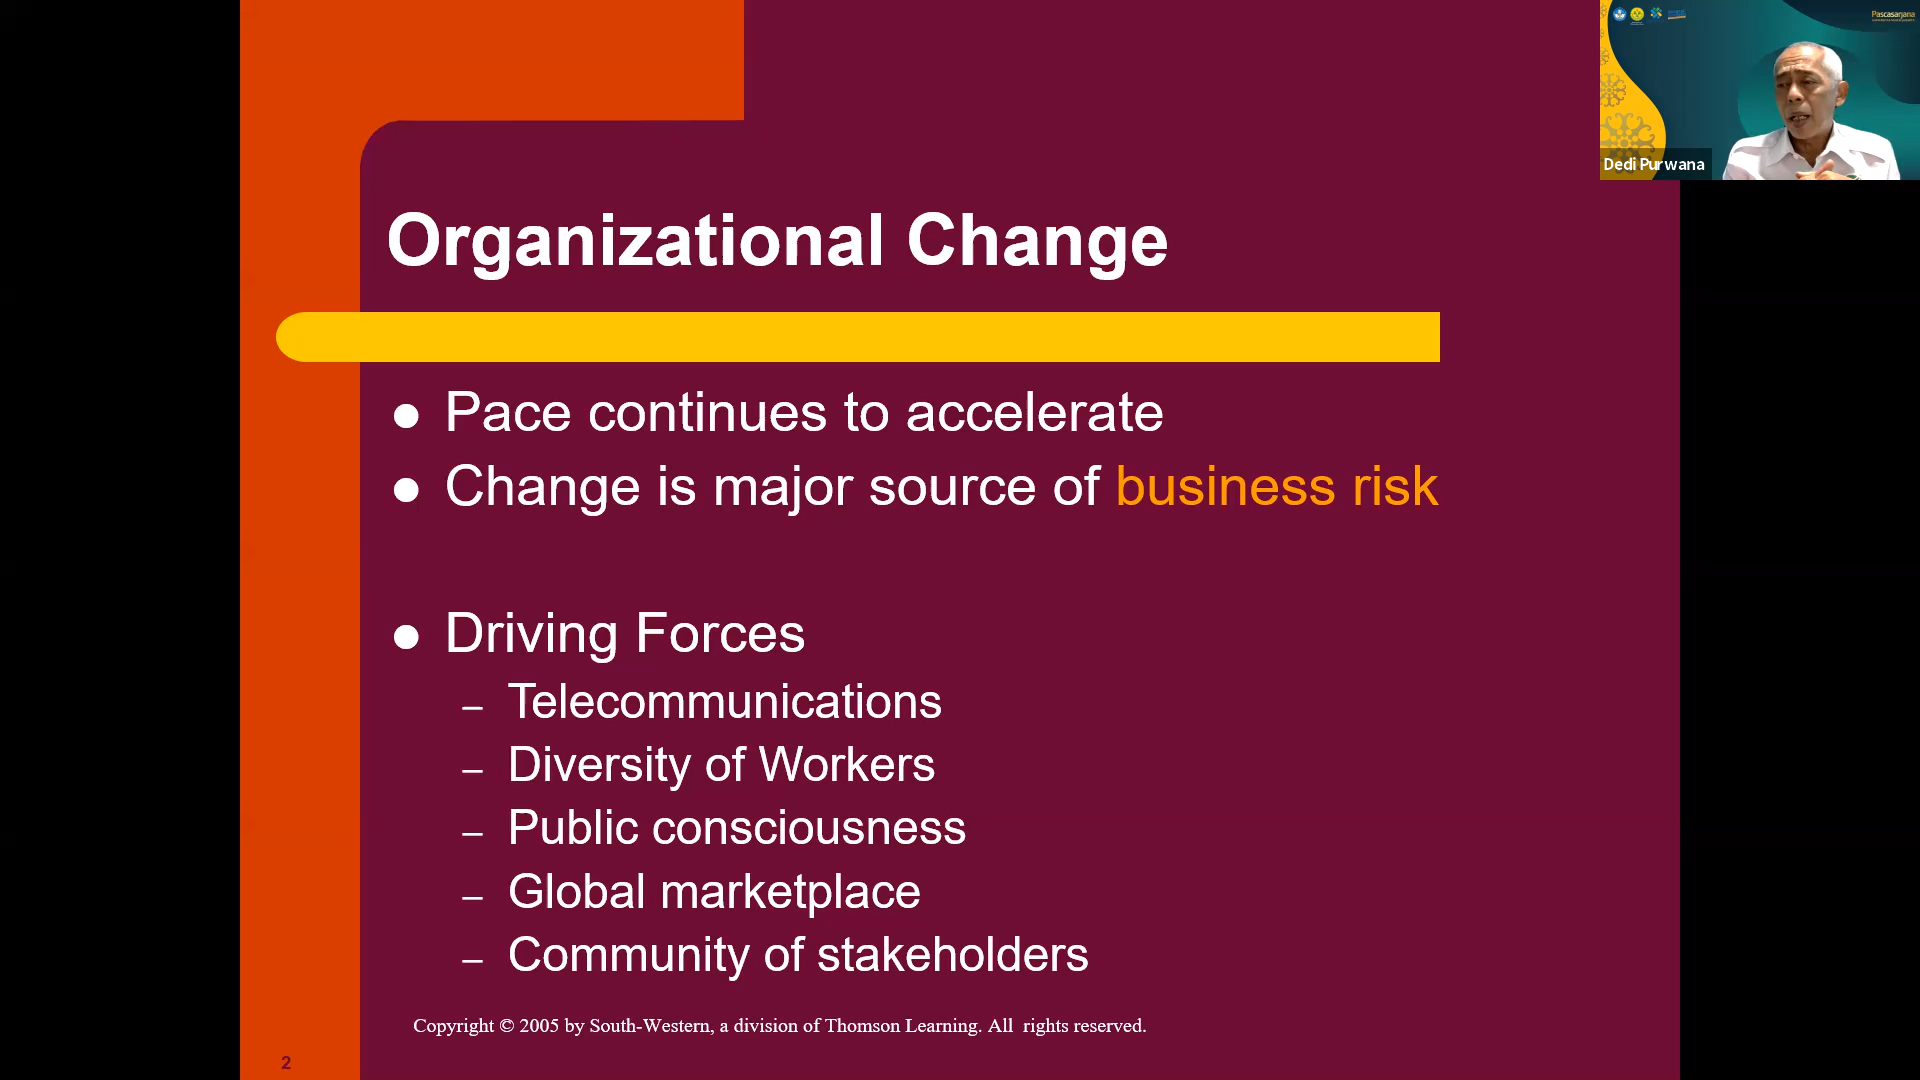 Pascasarjana
Dedi Purwana
Organizational Change
● Pace continues to accelerate
● Change is major source of business risk
● Driving Forces
– Telecommunications
– Diversity of Workers
– Public consciousness
– Global marketplace
– Community of stakeholders
Copyright © 2005 by South-Western, a division of Thomson Learning. All rights reserved.
2